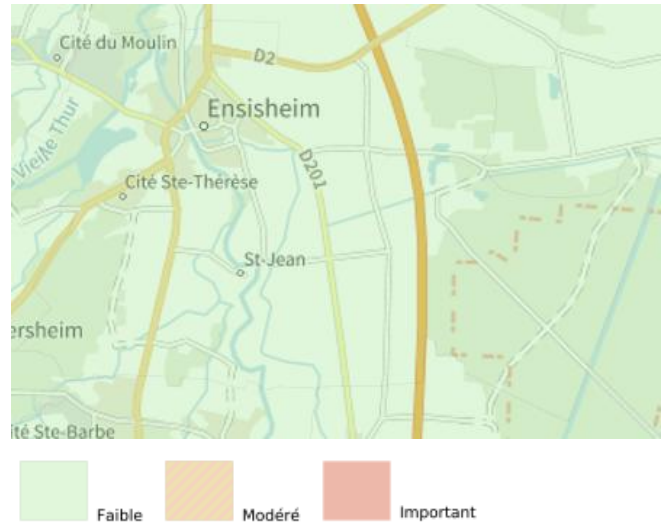 Cité du Moulin
D2
Ensisheim
Vieille Thur
D201
Cité Ste-Thérèse
St-Jean
ersheim
ité Ste-Barbe
Faible
Modéré
Important